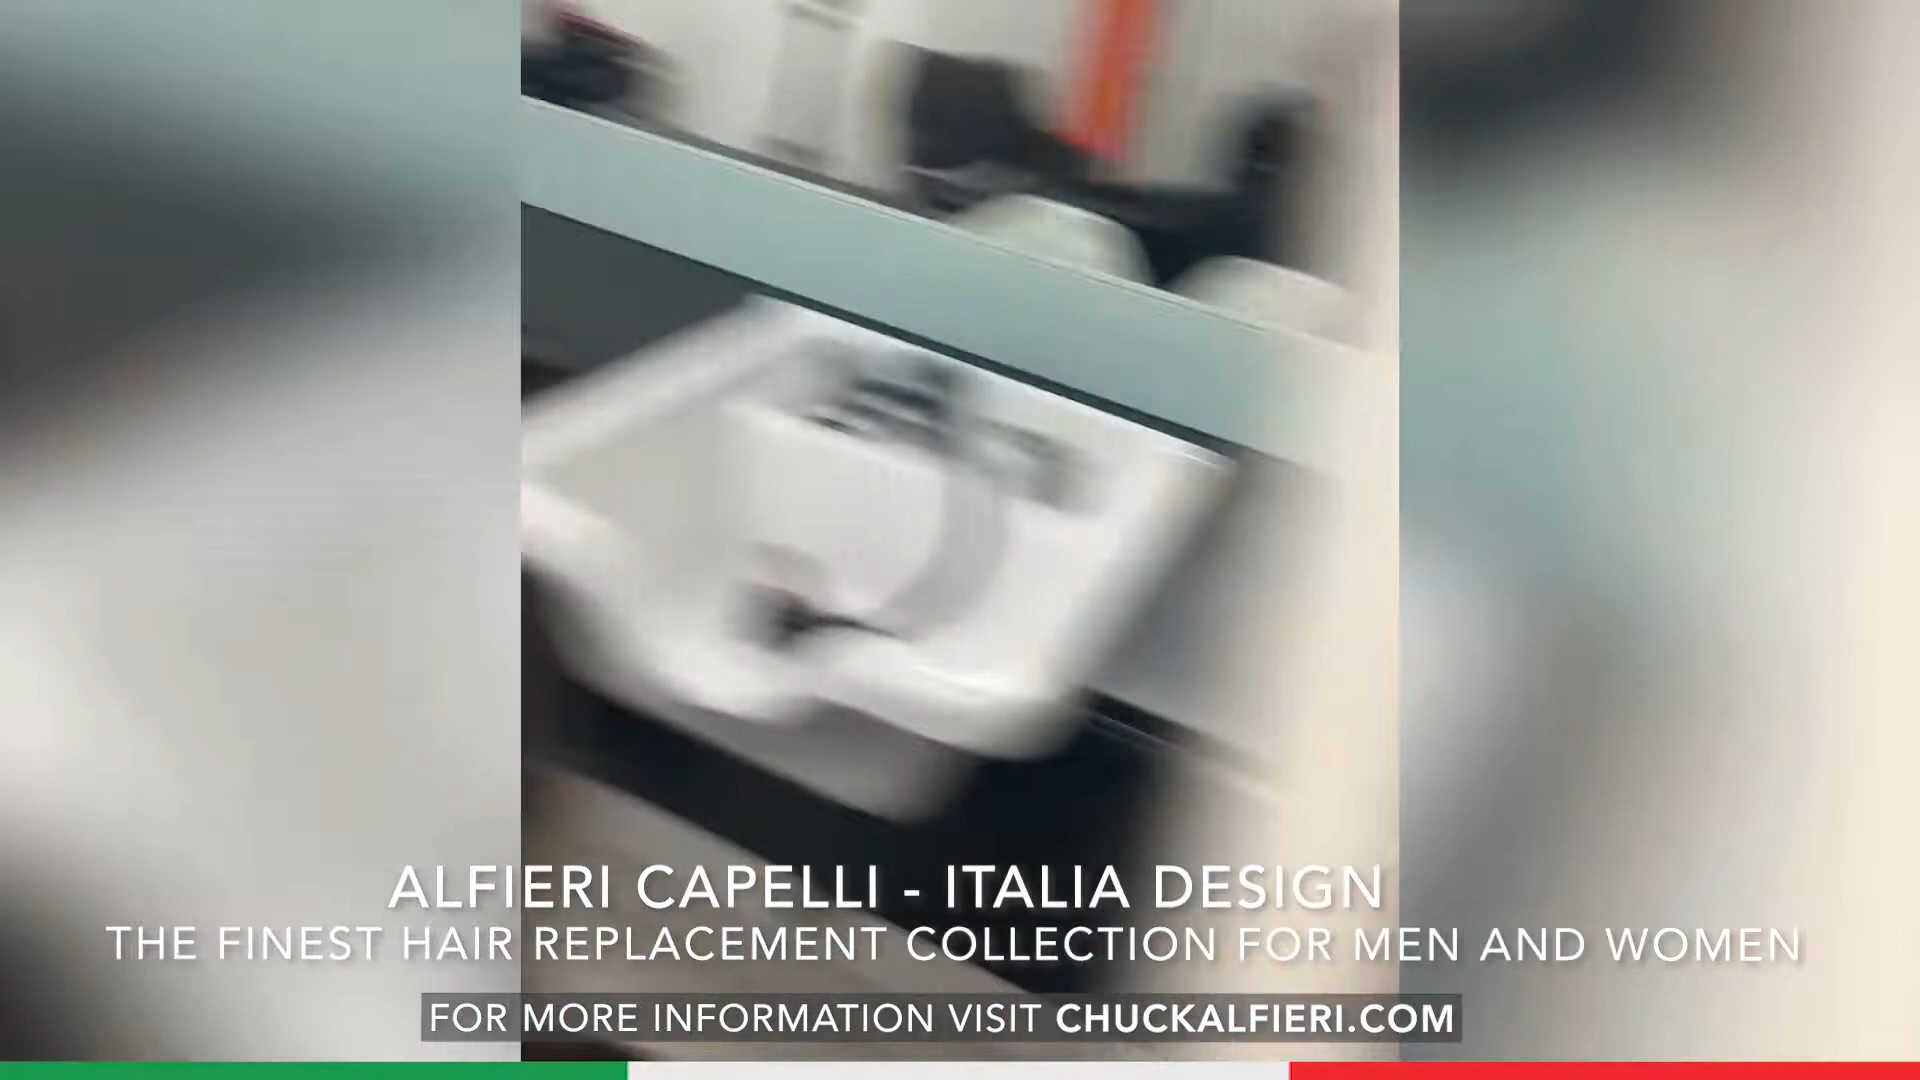 ALFIERI CAPELLI - ITALIA DESIGN
THE FINEST HAIR REPLACEMENT COLLECTION FOR MEN AND WOMEN
FOR MORE INFORMATION VISIT CHUCKALFIERI.COM